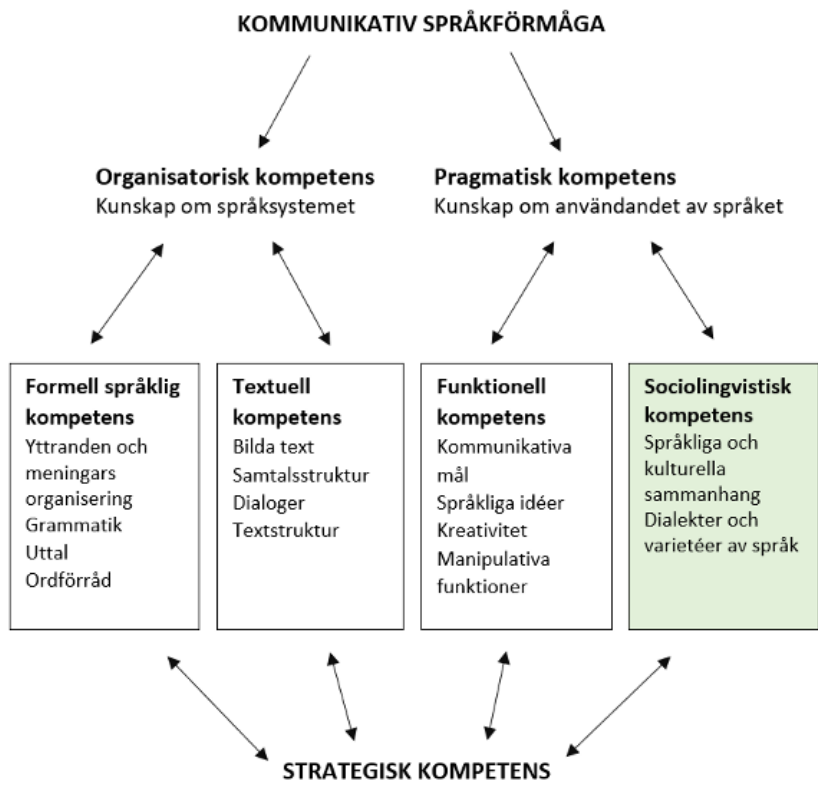 KOMMUNIKATIV SPRÅKFÖRMÅGA
Organisatorisk kompetens
Kunskap om språksystemet
Pragmatisk kompetens
Kunskap om användandet av språket
Formell språklig
kompetens
Yttranden och
meningars
organisering
Grammatik
Uttal
Ordförråd
Textuell
kompetens
Bilda text
Samtalsstruktur
Dialoger
Textstruktur
Funktionell
kompetens
Kommunikativa
mål
Språkliga idéer
Kreativitet
Manipulativa
funktioner
Sociolingvistisk
kompetens
Språkliga och
kulturella
sammanhang
Dialekter och
varietéer av språk
STRATEGISK KOMPETENS